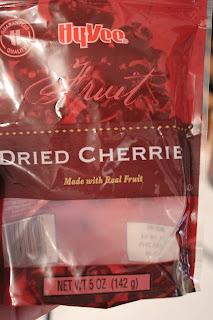 HyVee
Fruit
DRIED CHERRIE
Made with Real Fruit
NET WT 5 OZ (142 g)